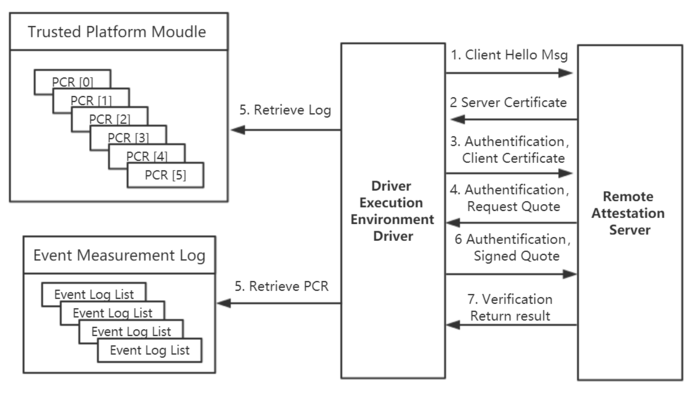 Trusted Platform Moudle
PCR [0]
PCR [1]
PCR [2]
PCR [3]
PCR [4]
PCR [5]
Event Measurement Log
Event Log List
Event Log List
Event Log List
Event Log List
5. Retrieve Log
5. Retrieve PCR
Driver
Execution
Environment
Driver
1. Client Hello Msg
2 Server Certificate
3. Authentification,
Client Certificate
4. Authentification,
Request Quote
6 Authentification,
Signed Quote
7. Verification
Return result
Remote
Attestation
Server